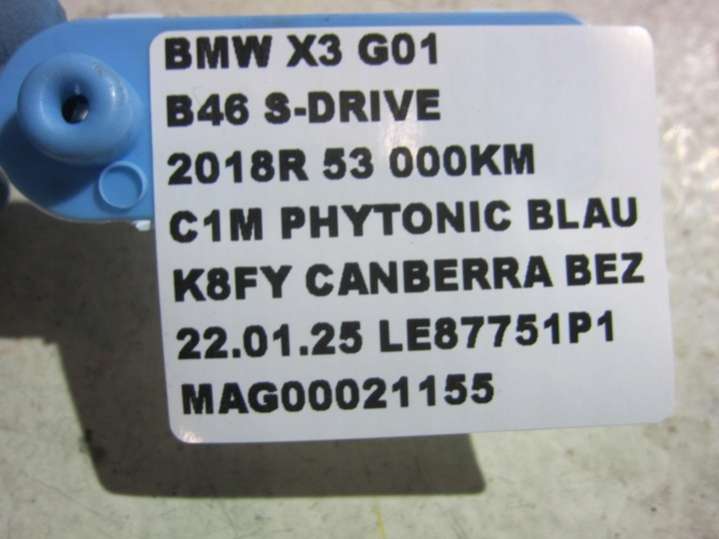 BMW X3 G01
B46 S-DRIVE
2018R 53 000KM
C1M PHYTONIC BLAU
K8FY CANBERRA BEZ
22.01.25 LE87751P1
MAG00021155